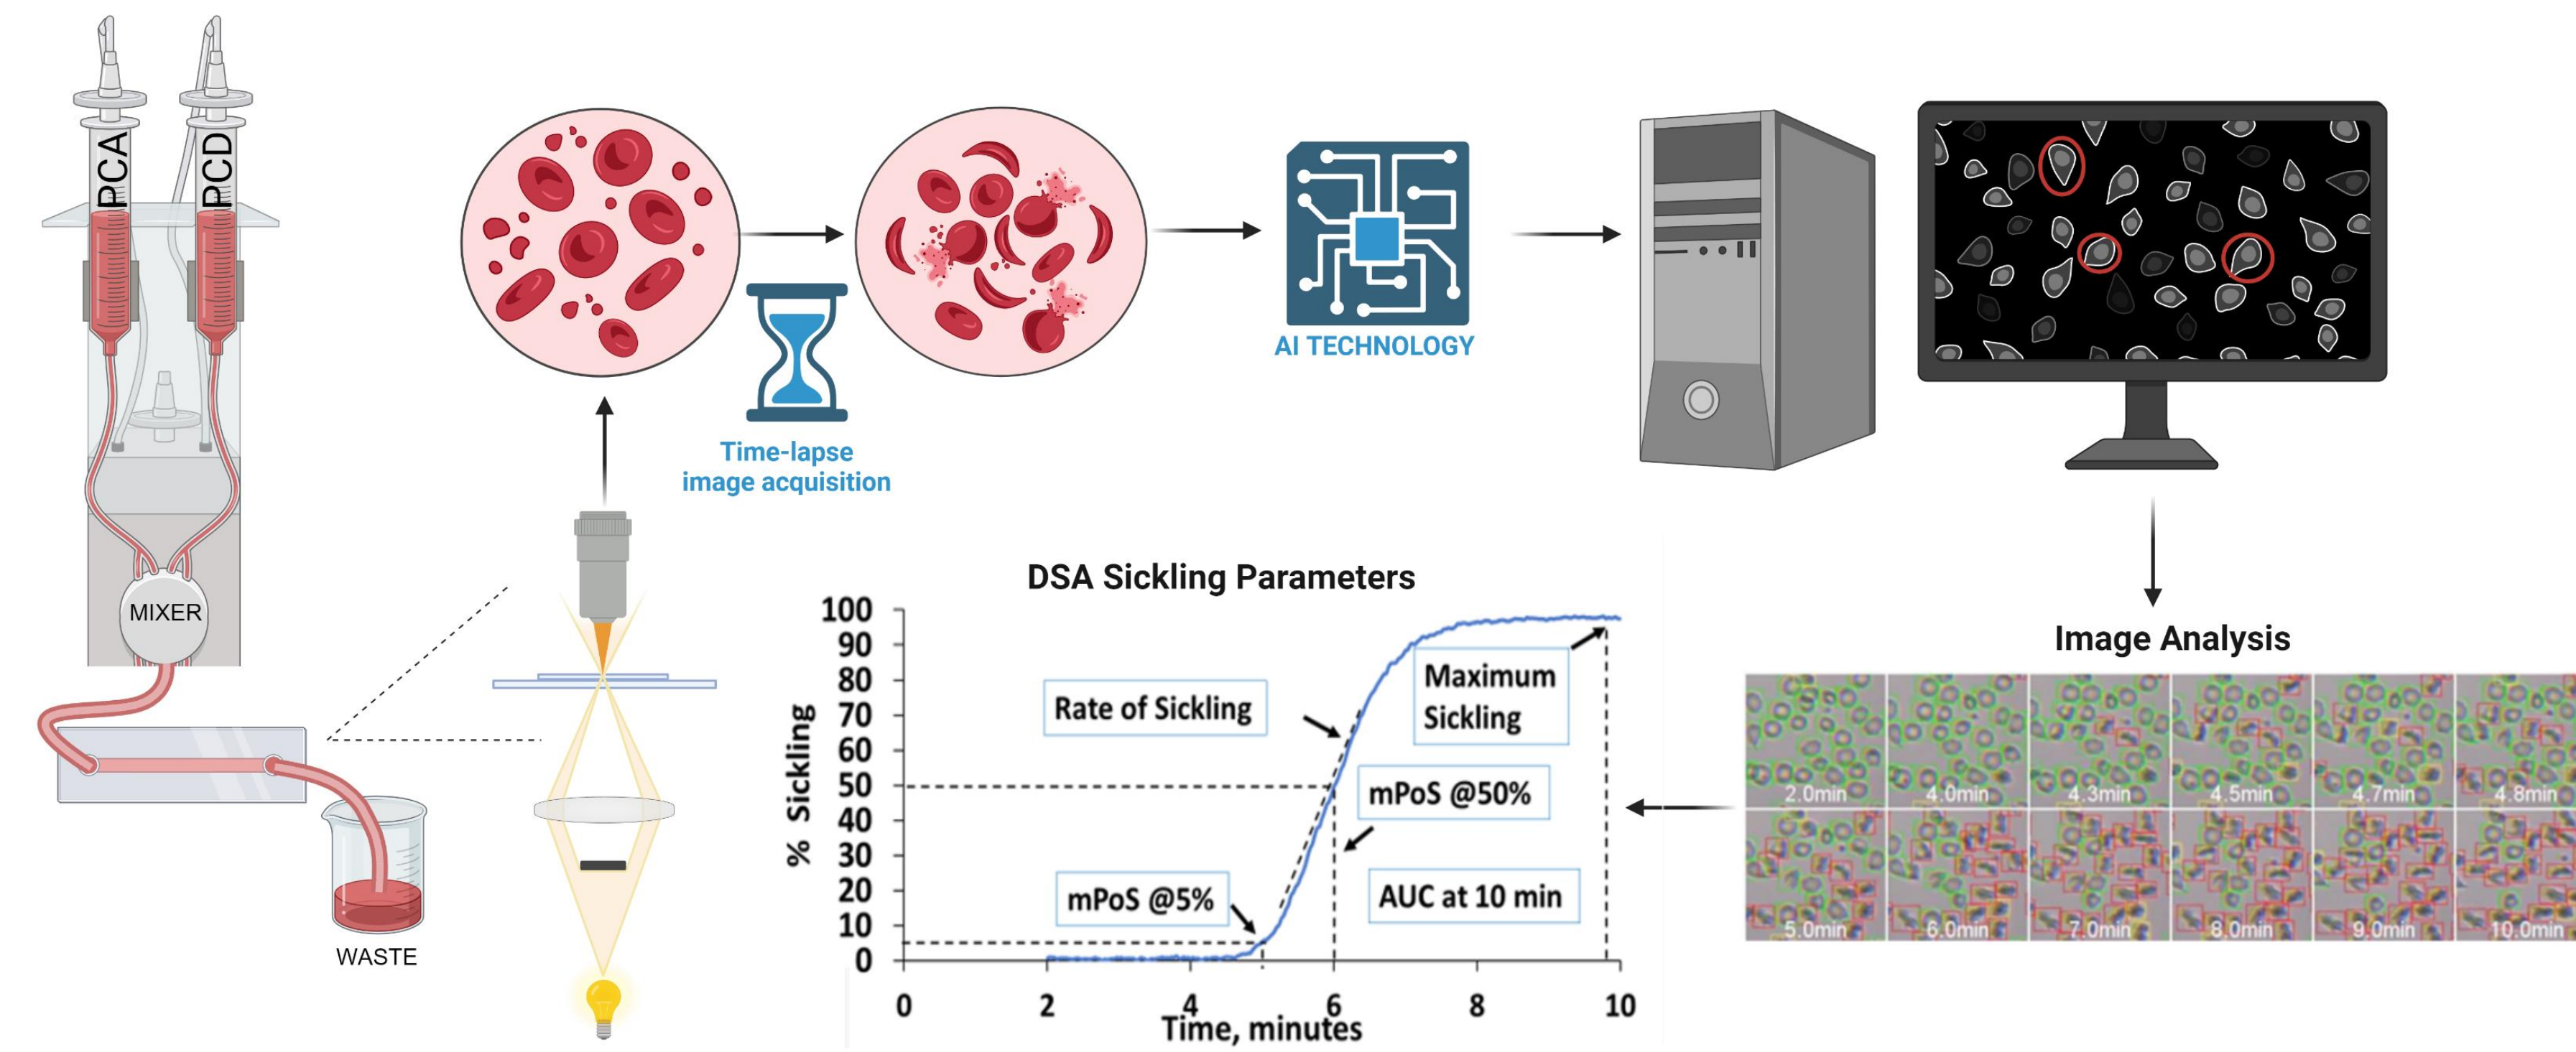 PCA
PCD
MIXER
WASTE
Time-lapse
image acquisition
AI TECHNOLOGY
DSA Sickling Parameters
100
90
80
70
60
50
40
30
20
10
0
% Sickling
Rate of Sickling
Maximum
Sickling
mPoS @50%
mPoS @5%
AUC at 10 min
0 2 4 6 8 10
Time, minutes
Image Analysis
2.0min 4.0min 4.3min 4.5min 4.7min 4.8min
5.0min 6.0min 7.0min 8.0min 9.0min 10.0min